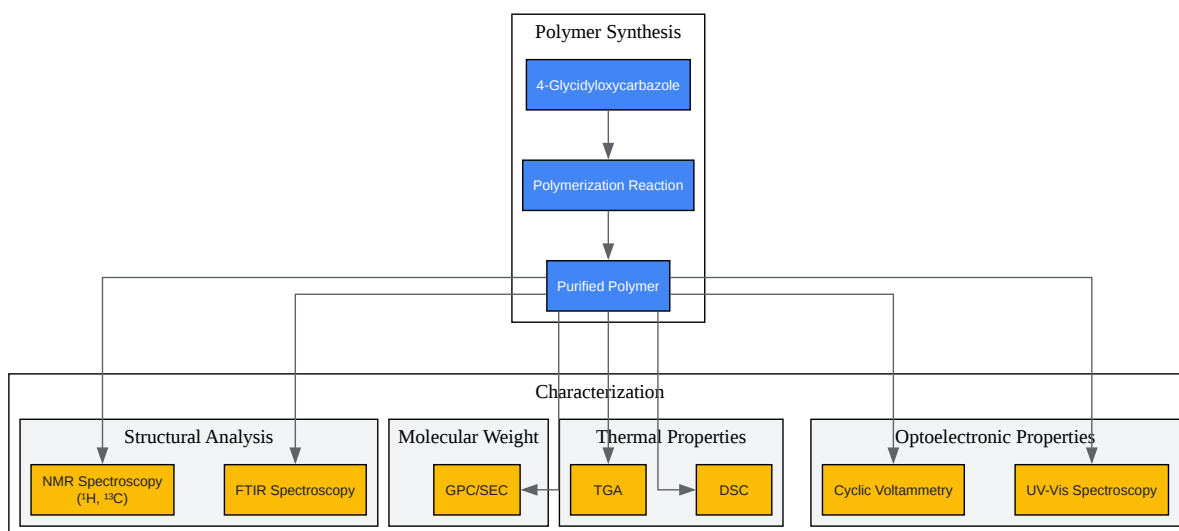 Polymer Synthesis
4-Glycidyloxycarbazole
Polymerization Reaction
Purified Polymer
Characterization
Structural Analysis
Molecular Weight
Thermal Properties
Optoelectronic Properties
NMR Spectroscopy
(¹H, ¹³C)
FTIR Spectroscopy
GPC/SEC
TGA
DSC
Cyclic Voltammetry
UV-Vis Spectroscopy